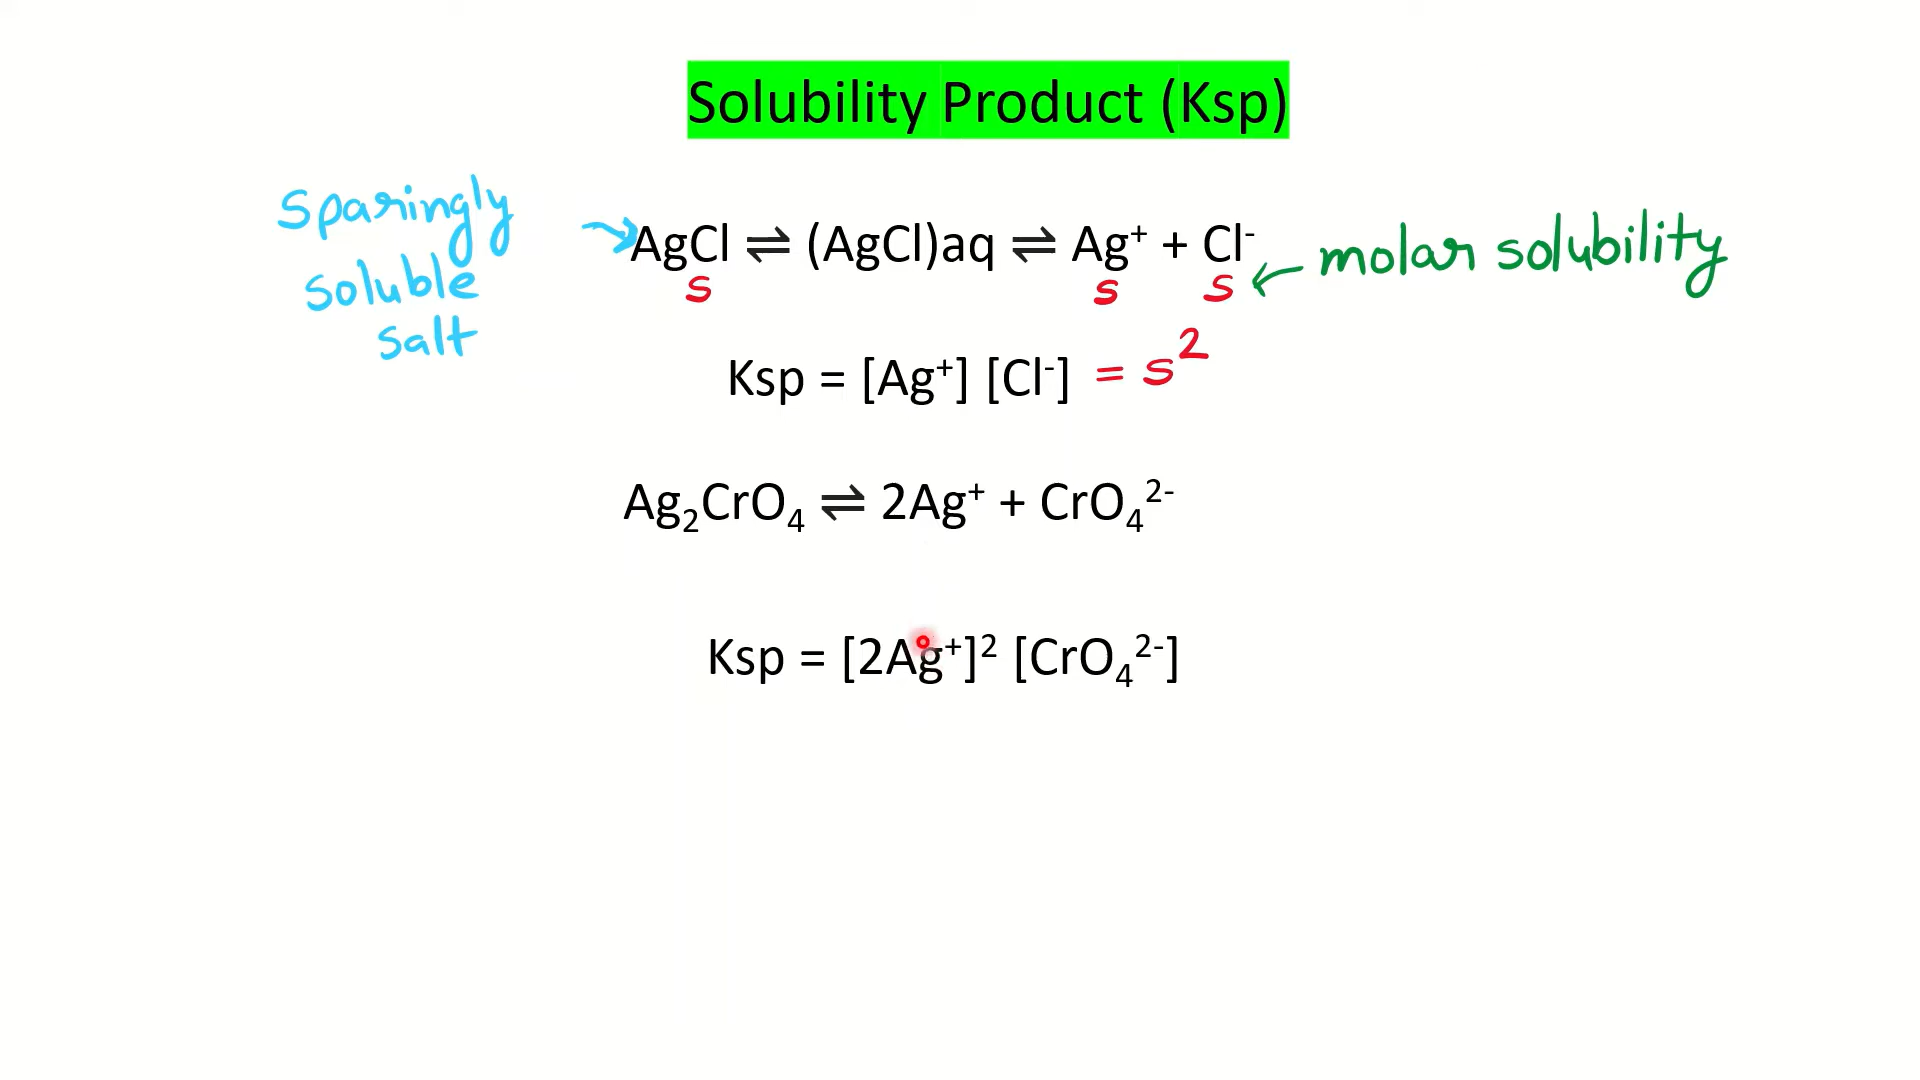 Solubility Product (Ksp)
sparingly
soluble
salt
AgCl ⇌ (AgCl)aq ⇌ Ag⁺ + Cl⁻
s s s
molar solubility
Ksp = [Ag⁺] [Cl⁻] = s²
Ag₂CrO₄ ⇌ 2Ag⁺ + CrO₄²⁻
Ksp = [2Ag⁺]² [CrO₄²⁻]